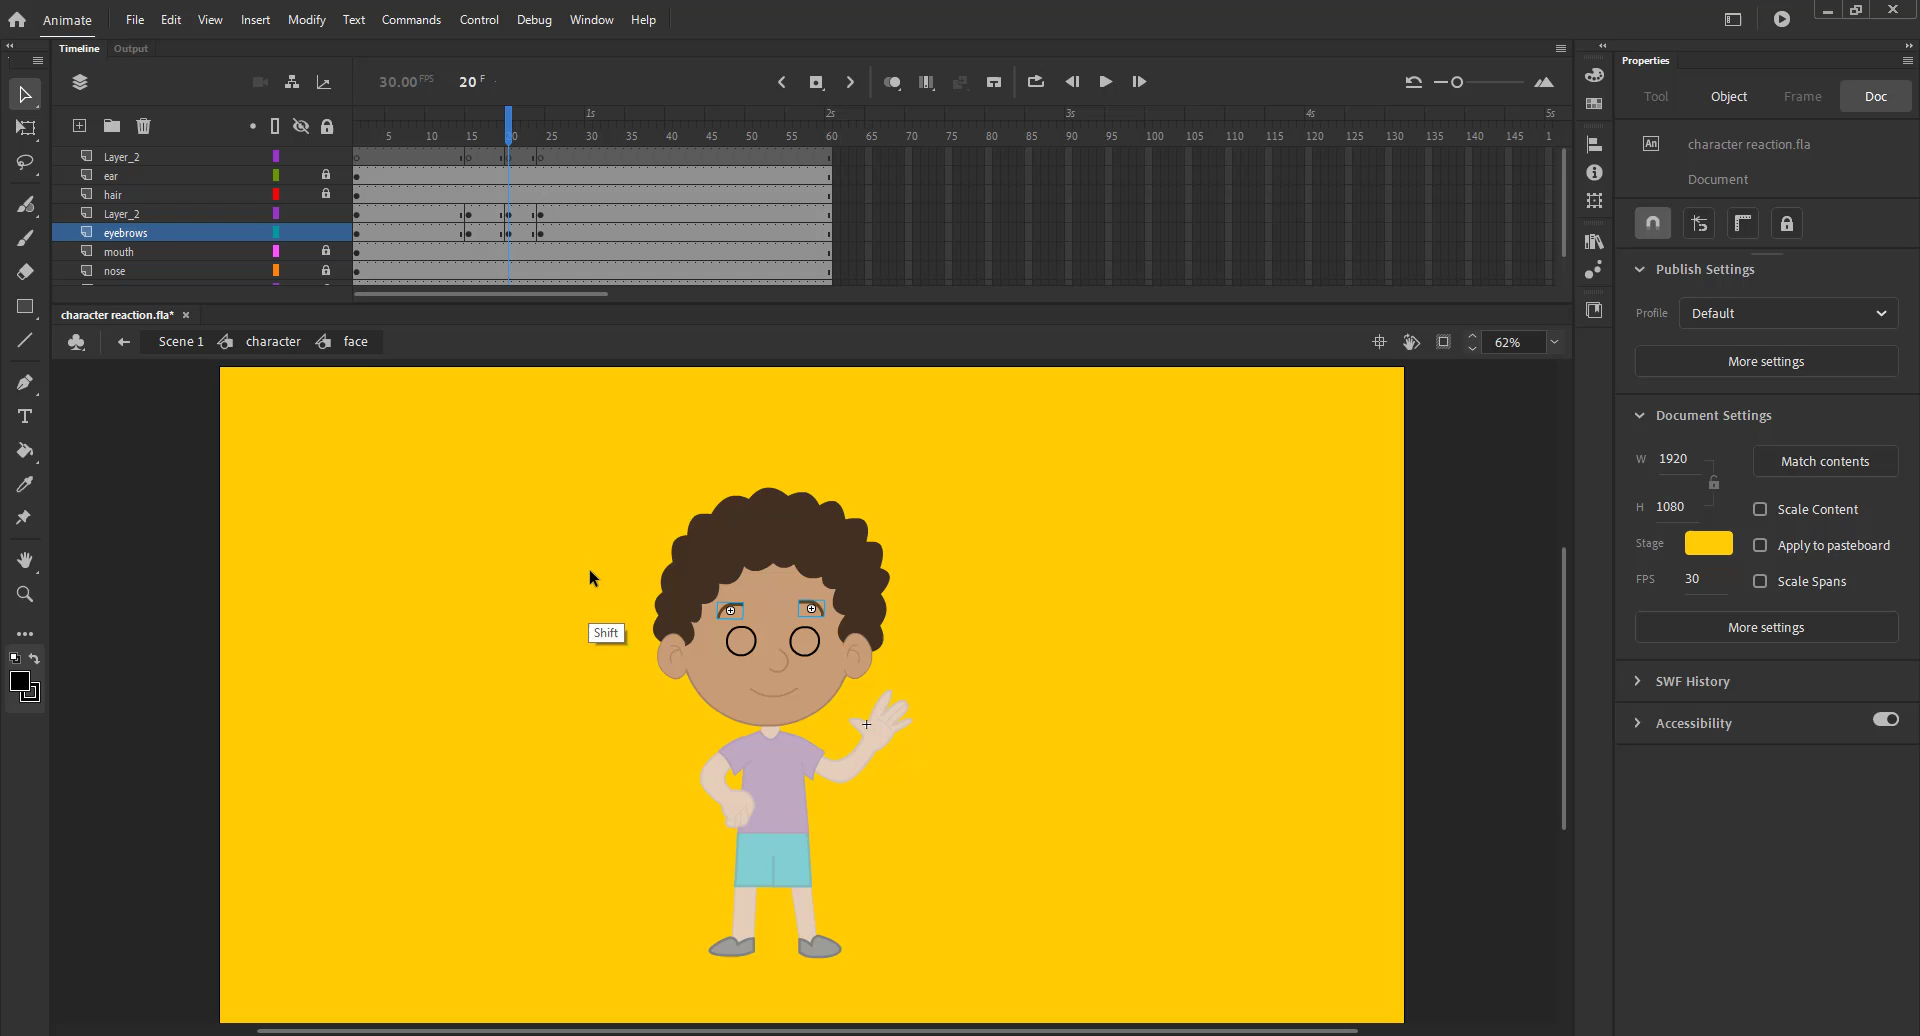 Animate File Edit View Insert Modify Text Commands Control Debug Window Help
Timeline Output
Properties
30.00 FPS 20 F
Tool Object Frame Doc
1s 2s 3s 4s 5s
5 10 15 20 25 30 35 40 45 50 55 60 65 70 75 80 85 90 95 100 105 110 115 120 125 130 135 140 145 1
Layer_2
ear
hair
Layer_2
eyebrows
mouth
nose
An character reaction.fla
Document
Publish Settings
Profile Default
More settings
character reaction.fla* ×
Scene 1 character face
62%
Shift
Document Settings
W 1920 Match contents
H 1080 Scale Content
Stage Apply to pasteboard
FPS 30 Scale Spans
More settings
SWF History
Accessibility
T